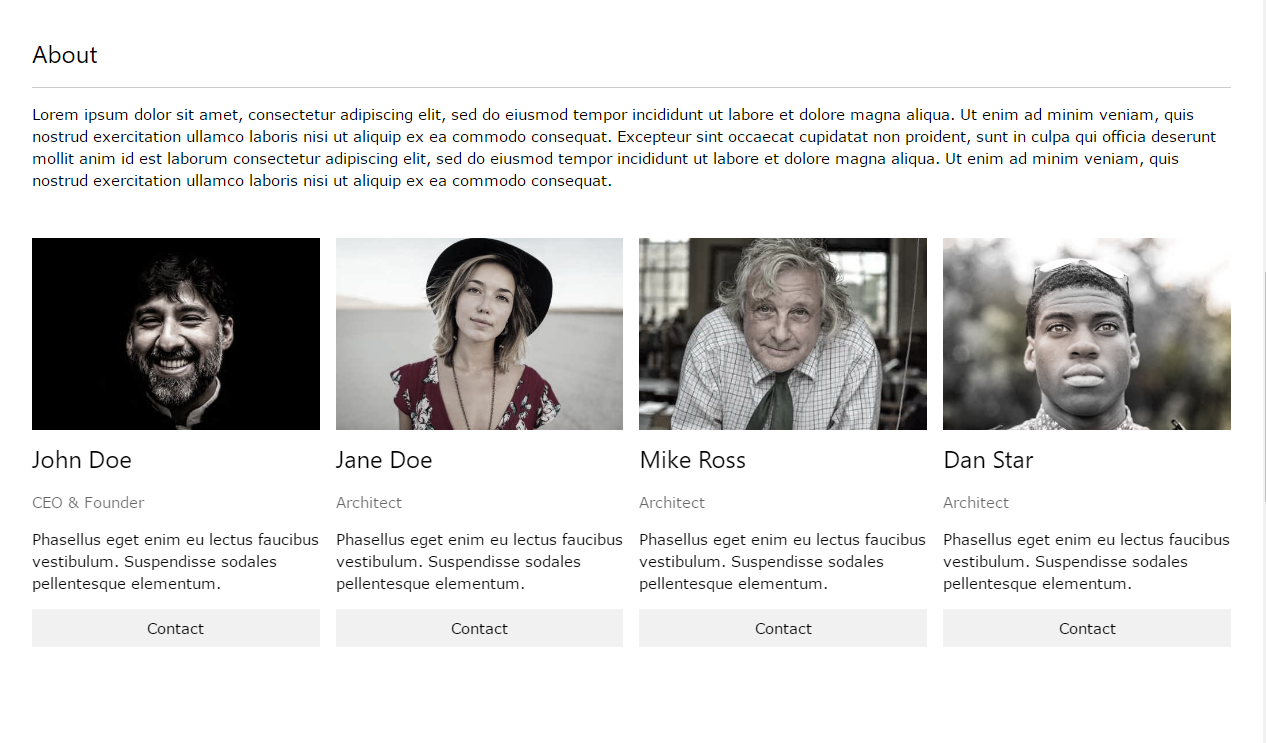 About
Lorem ipsum dolor sit amet, consectetur adipiscing elit, sed do eiusmod tempor incididunt ut labore et dolore magna aliqua. Ut enim ad minim veniam, quis
nostrud exercitation ullamco laboris nisi ut aliquip ex ea commodo consequat. Excepteur sint occaecat cupidatat non proident, sunt in culpa qui officia deserunt
mollit anim id est laborum consectetur adipiscing elit, sed do eiusmod tempor incididunt ut labore et dolore magna aliqua. Ut enim ad minim veniam, quis
nostrud exercitation ullamco laboris nisi ut aliquip ex ea commodo consequat.
John Doe
CEO & Founder
Phasellus eget enim eu lectus faucibus
vestibulum. Suspendisse sodales
pellentesque elementum.
Contact
Jane Doe
Architect
Phasellus eget enim eu lectus faucibus
vestibulum. Suspendisse sodales
pellentesque elementum.
Contact
Mike Ross
Architect
Phasellus eget enim eu lectus faucibus
vestibulum. Suspendisse sodales
pellentesque elementum.
Contact
Dan Star
Architect
Phasellus eget enim eu lectus faucibus
vestibulum. Suspendisse sodales
pellentesque elementum.
Contact